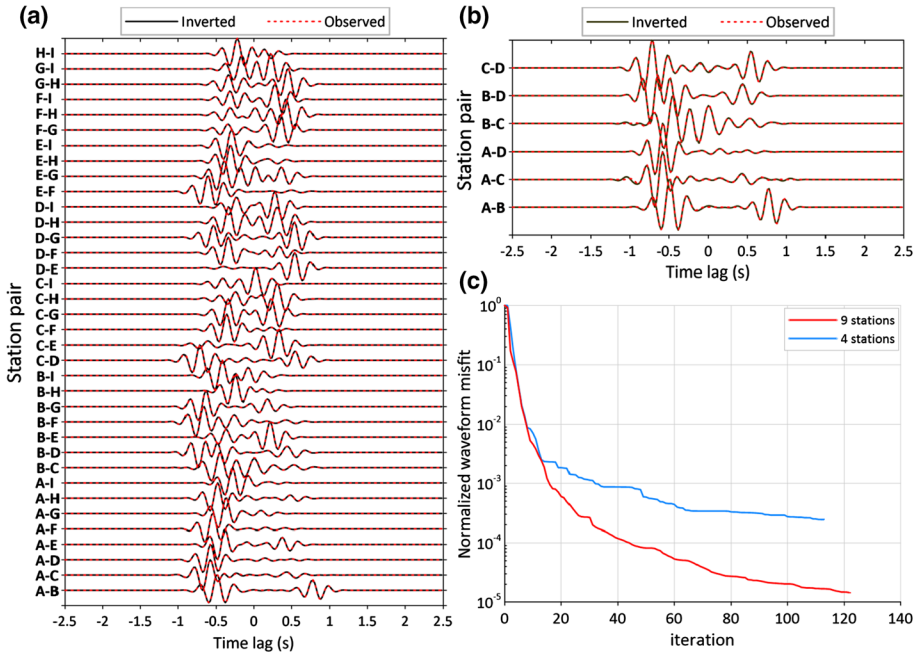 (a)
Inverted Observed
Station pair
H-I
G-I
G-H
F-I
F-H
F-G
E-I
E-H
E-G
E-F
D-I
D-H
D-G
D-F
D-E
C-I
C-H
C-G
C-F
C-E
C-D
B-I
B-H
B-G
B-F
B-E
B-D
B-C
A-I
A-H
A-G
A-F
A-E
A-D
A-C
A-B
-2.5 -2 -1.5 -1 -0.5 0 0.5 1 1.5 2 2.5
Time lag (s)
(b)
Inverted Observed
Station pair
C-D
B-D
B-C
A-D
A-C
A-B
-2.5 -2 -1.5 -1 -0.5 0 0.5 1 1.5 2 2.5
Time lag (s)
(c)
9 stations
4 stations
Normalized waveform misfit
10^0
10^-1
10^-2
10^-3
10^-4
10^-5
0 20 40 60 80 100 120 140
iteration